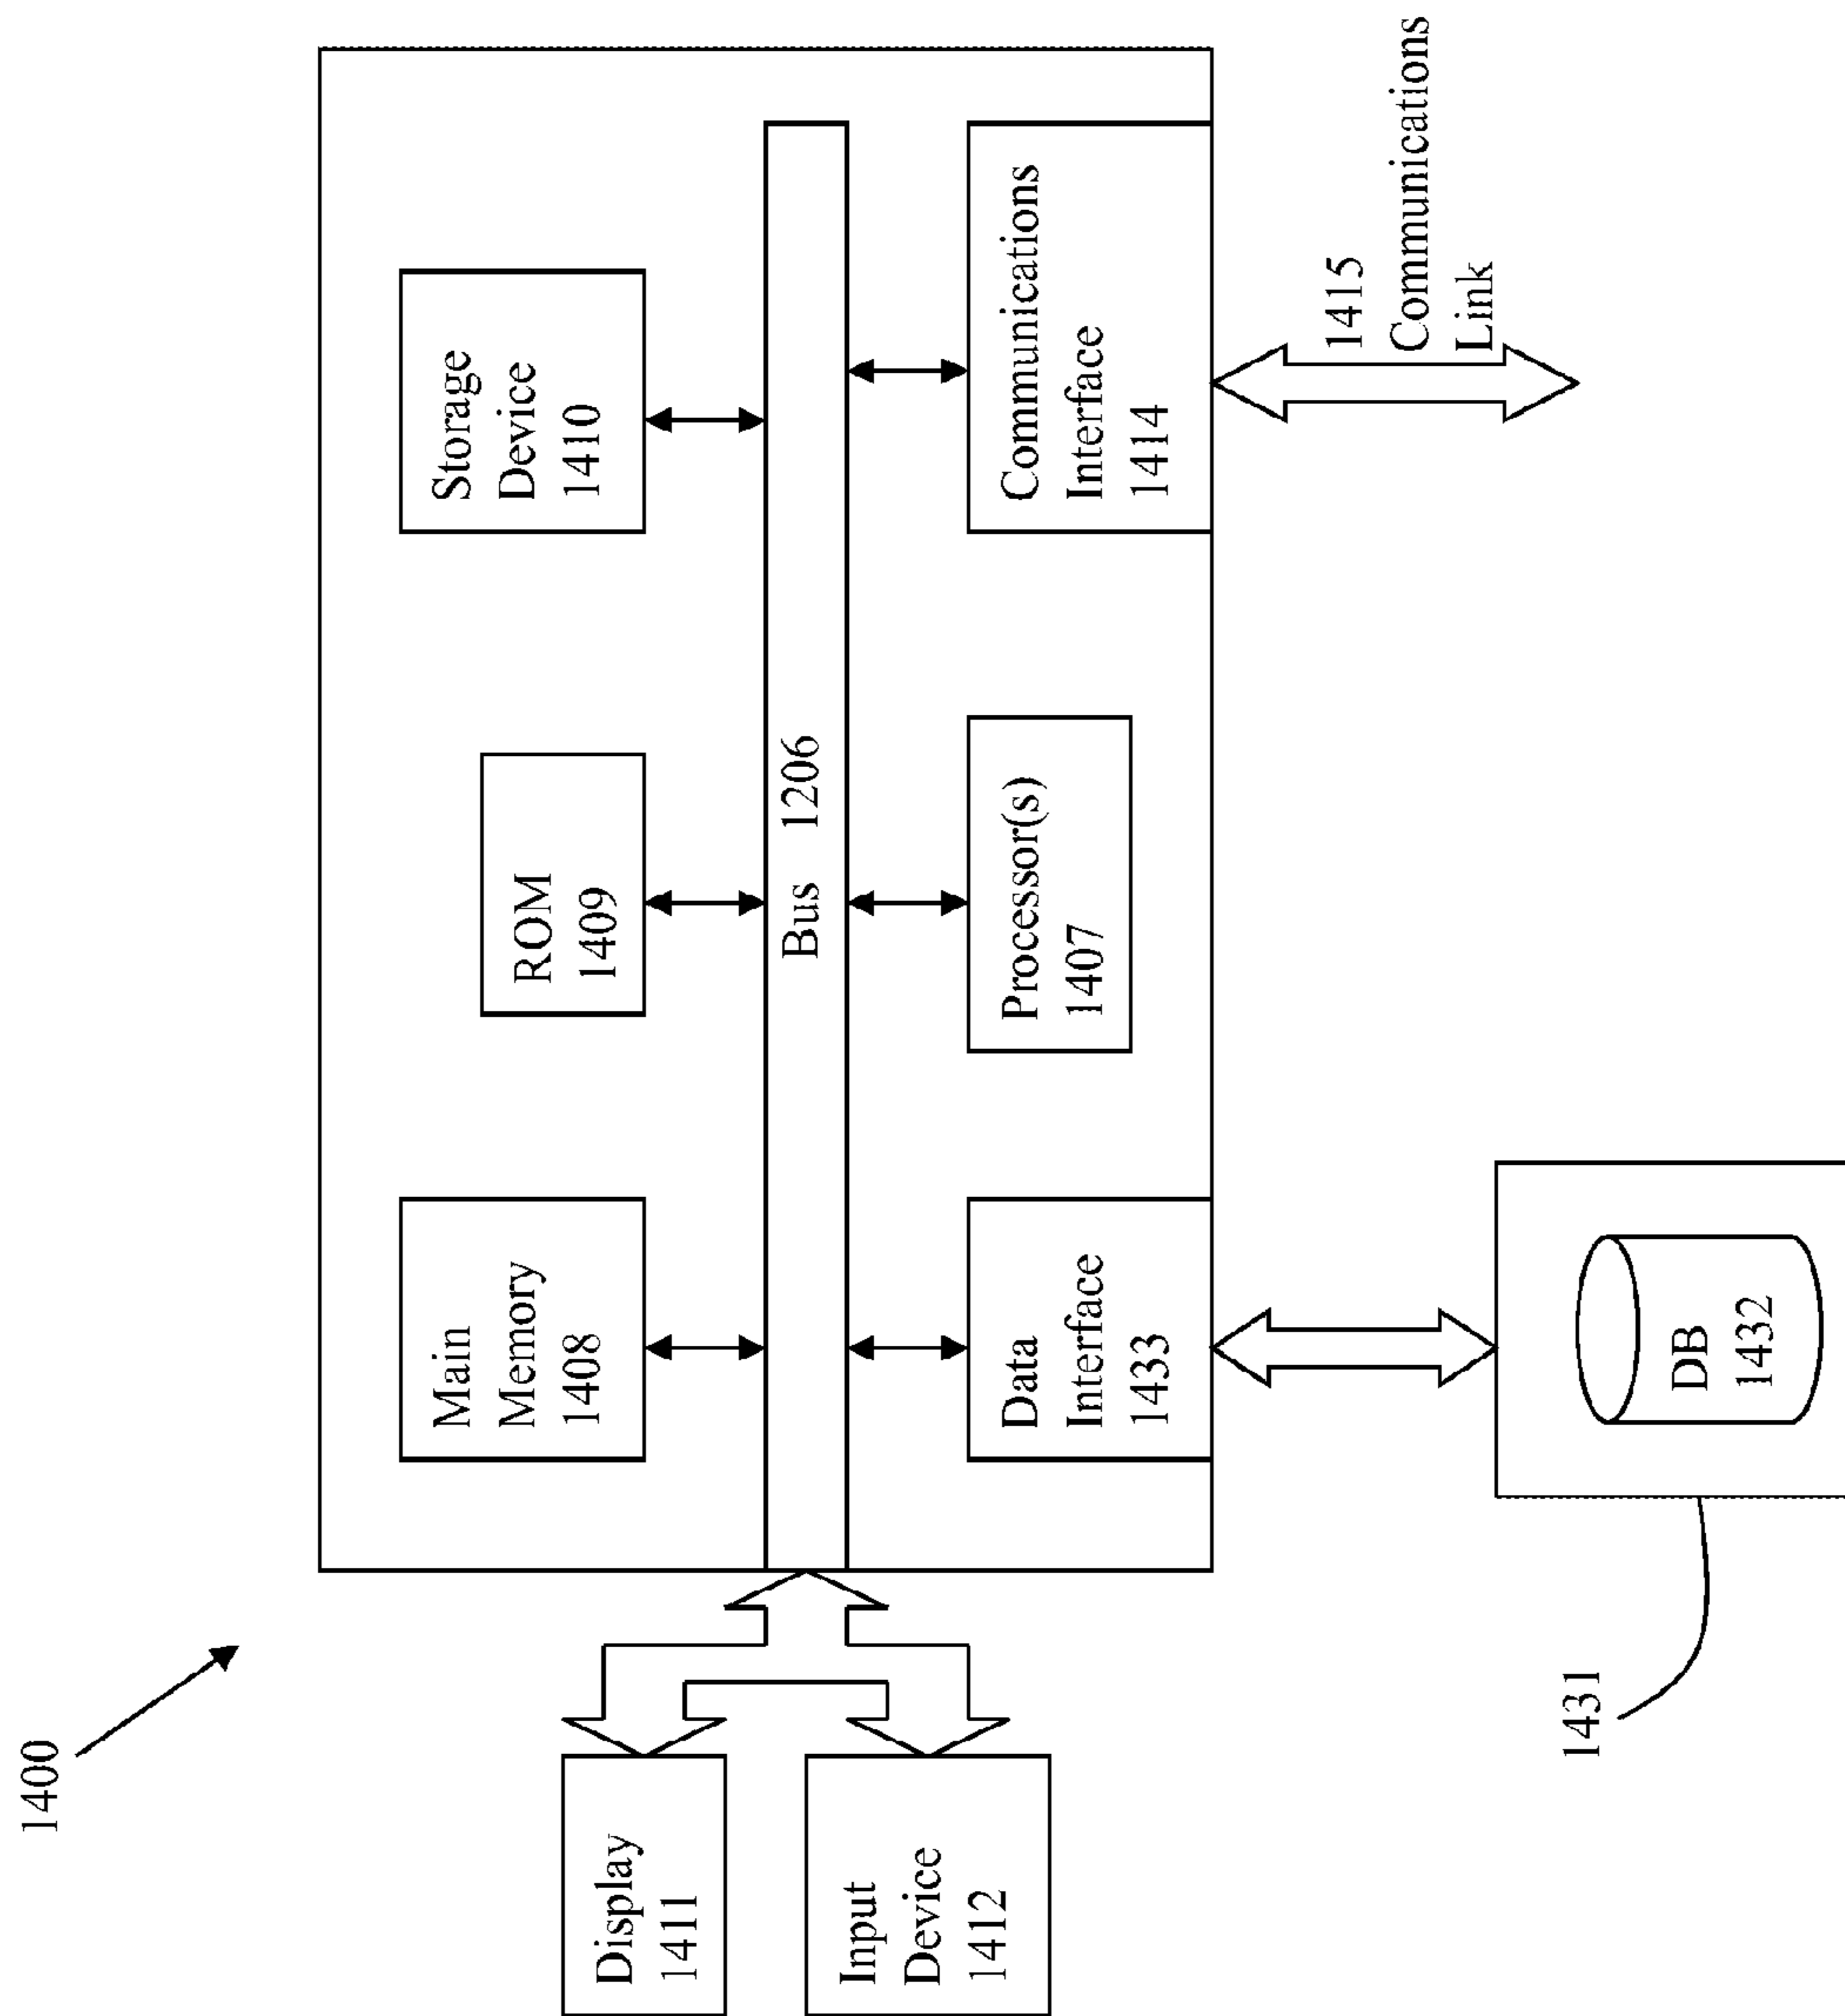 1400
Main
Memory
1408
ROM
1409
Storage
Device
1410
Display
1411
Bus 1206
Input
Device
1412
Data
Interface
1433
Processor(s)
1407
Communications
Interface
1414
1415
Communications
Link
1431
DB
1432